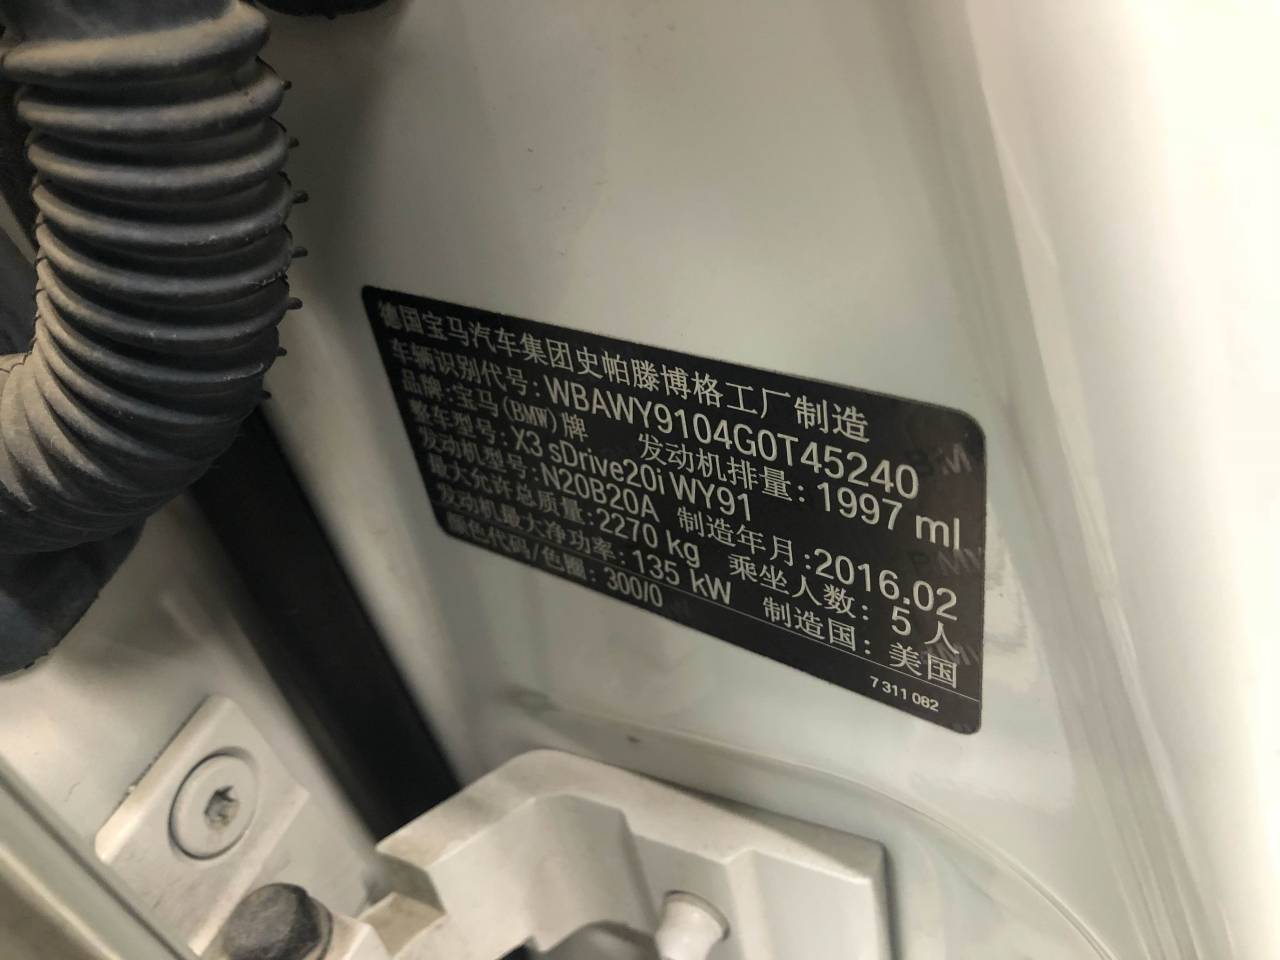 德国宝马汽车集团史帕滕博格工厂制造
车辆识别代号: WBAWY9104G0T45240
品牌: 宝马(BMW)牌 发动机排量: 1997 ml
整车型号: X3 sDrive20i WY91
发动机型号: N20B20A 制造年月: 2016.02
最大允许总质量: 2270 kg 乘坐人数: 5 人
发动机最大净功率: 135 kW 制造国: 美国
颜色代码/色圈: 300/0
7 311 082